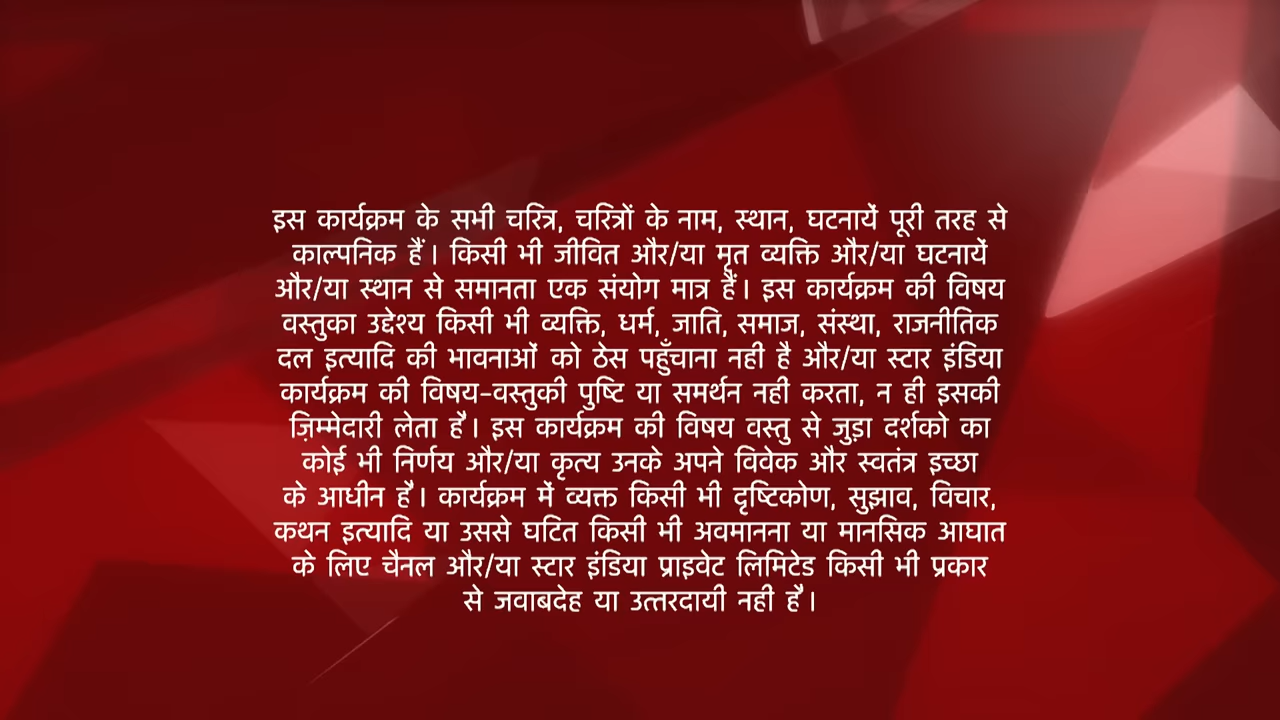 इस कार्यक्रम के सभी चरित्र, चरित्रों के नाम, स्थान, घटनायें पूरी तरह से
काल्पनिक हैं। किसी भी जीवित और/या मृत व्यक्ति और/या घटनायें
और/या स्थान से समानता एक संयोग मात्र हैं। इस कार्यक्रम की विषय
वस्तुका उद्देश्य किसी भी व्यक्ति, धर्म, जाति, समाज, संस्था, राजनीतिक
दल इत्यादि की भावनाओं को ठेस पहुँचाना नही है और/या स्टार इंडिया
कार्यक्रम की विषय-वस्तुकी पुष्टि या समर्थन नही करता, न ही इसकी
ज़िम्मेदारी लेता हैं। इस कार्यक्रम की विषय वस्तु से जुड़ा दर्शको का
कोई भी निर्णय और/या कृत्य उनके अपने विवेक और स्वतंत्र इच्छा
के आधीन हैं। कार्यक्रम में व्यक्त किसी भी दृष्टिकोण, सुझाव, विचार,
कथन इत्यादि या उससे घटित किसी भी अवमानना या मानसिक आघात
के लिए चैनल और/या स्टार इंडिया प्राइवेट लिमिटेड किसी भी प्रकार
से जवाबदेह या उत्तरदायी नही हैं।